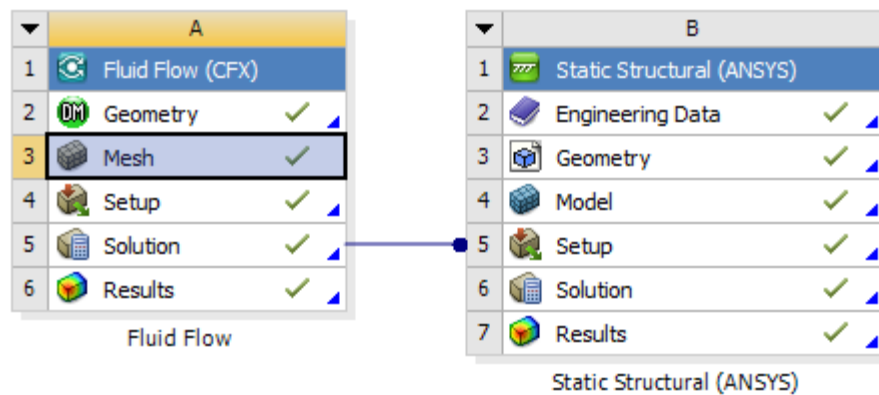 A
1 Fluid Flow (CFX)
2 DM Geometry
3 Mesh
4 Setup
5 Solution
6 Results
Fluid Flow
B
1 Static Structural (ANSYS)
2 Engineering Data
3 Geometry
4 Model
5 Setup
6 Solution
7 Results
Static Structural (ANSYS)